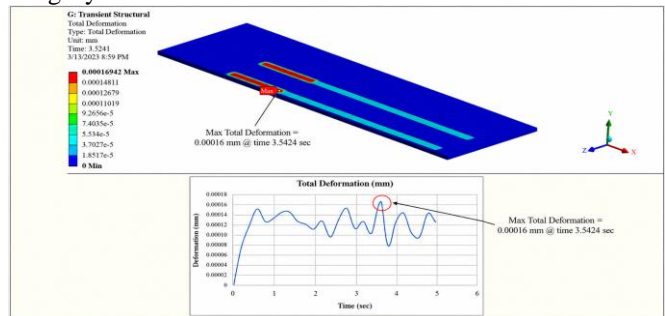 G: Transient Structural
Total Deformation
Type: Total Deformation
Unit: mm
Time: 3.5241
3/13/2023 8:59 PM
0.00016942 Max
0.00014811
0.00012679
0.00011019
9.2656e-5
7.4035e-5
5.534e-5
3.7027e-5
1.8517e-5
0 Min
Max
Max Total Deformation =
0.00016 mm @ time 3.5424 sec
Y
Z
X
Total Deformation (mm)
Deformation (mm)
0.00018
0.00016
0.00014
0.00012
0.0001
0.00008
0.00006
0.00004
0.00002
0
0 1 2 3 4 5 6
Time (sec)
Max Total Deformation =
0.00016 mm @ time 3.5424 sec